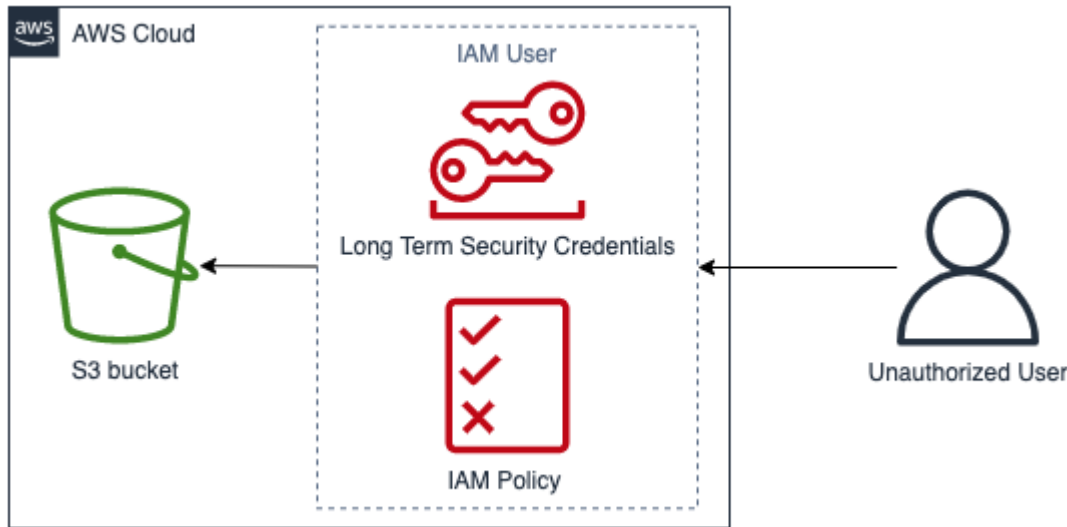 aws
AWS Cloud
IAM User
Long Term Security Credentials
S3 bucket
Unauthorized User
IAM Policy